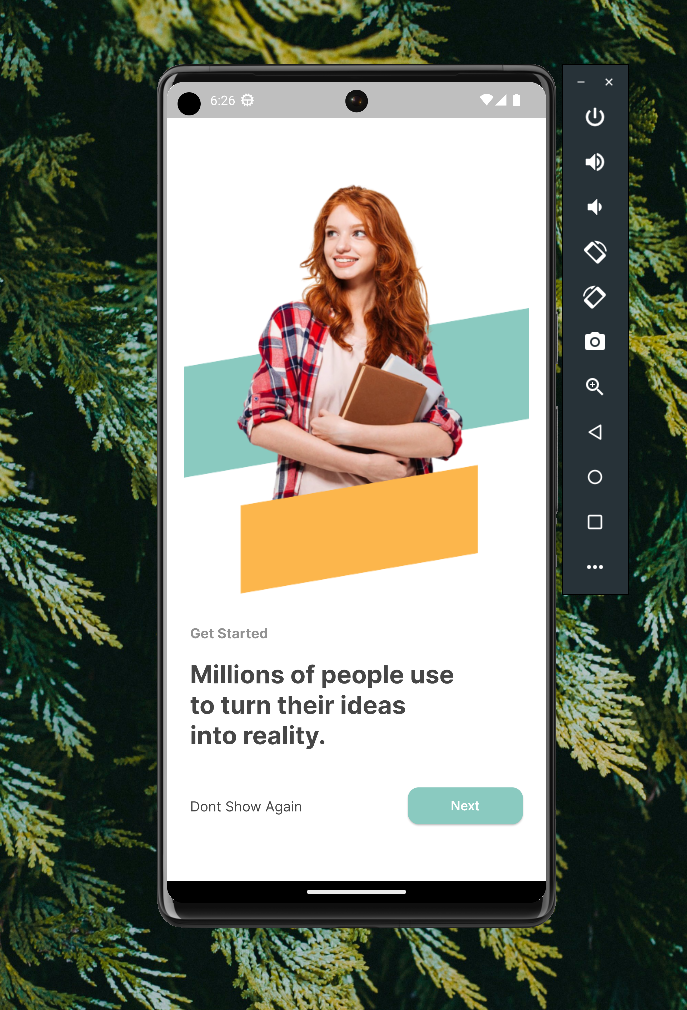 6:26
Get Started
Millions of people use
to turn their ideas
into reality.
Dont Show Again
Next